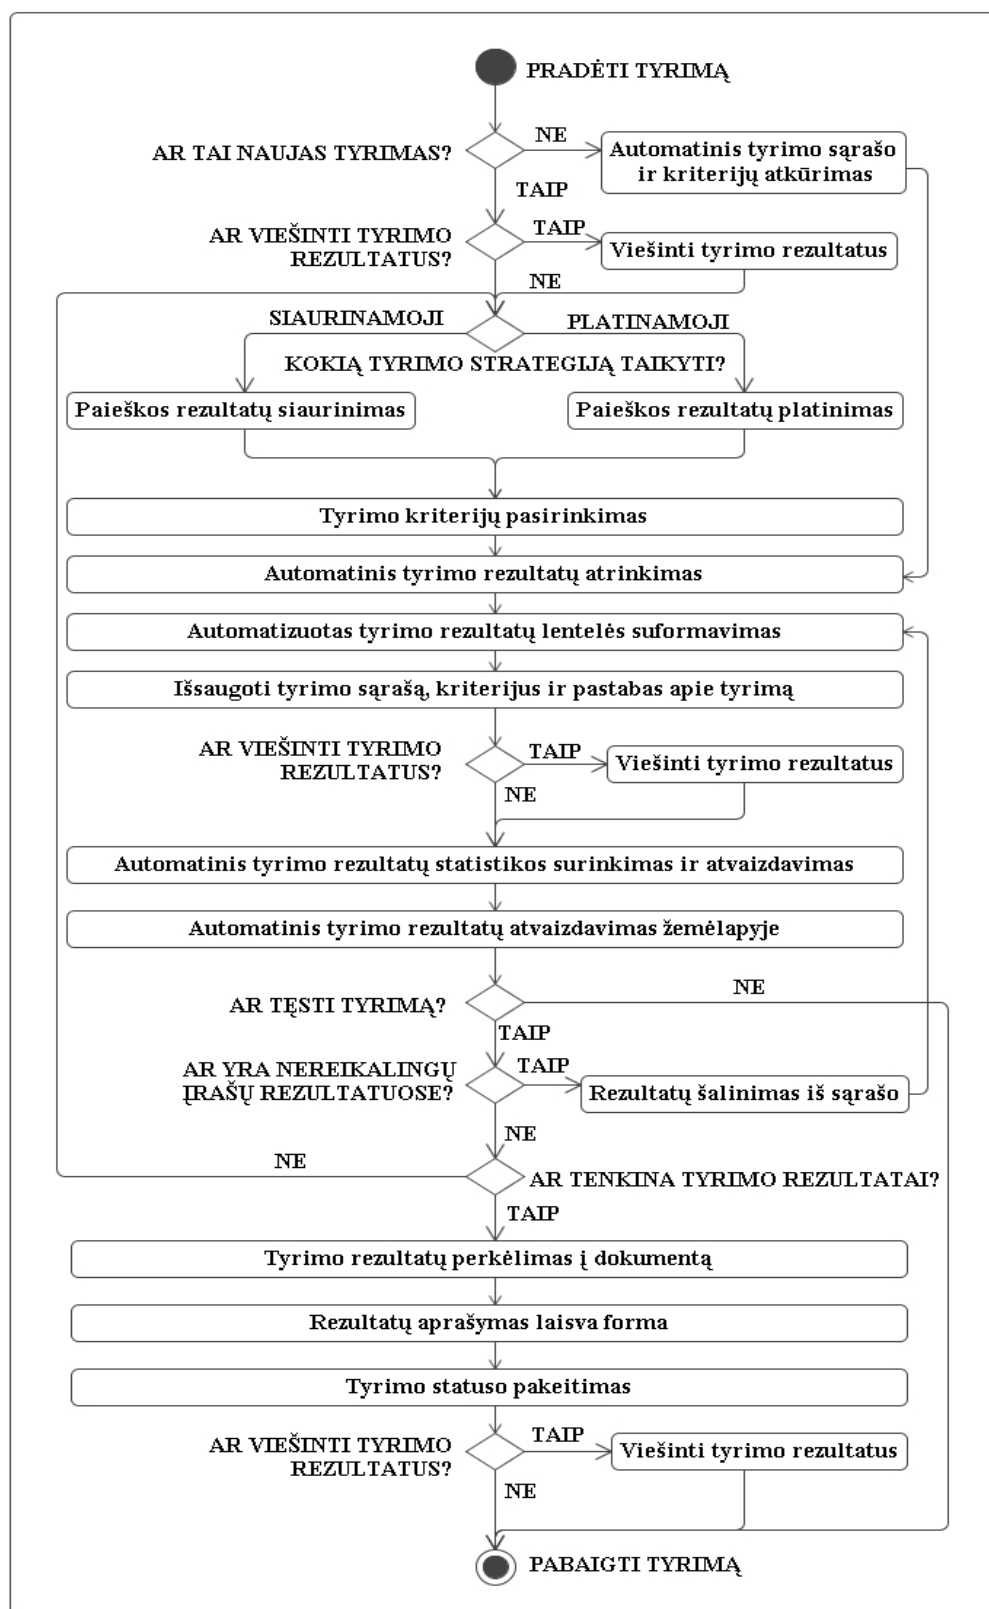 PRADĖTI TYRIMĄ
AR TAI NAUJAS TYRIMAS?
NE
Automatinis tyrimo sąrašo
ir kriterijų atkūrimas
TAIP
AR VIEŠINTI TYRIMO
REZULTATUS?
TAIP
Viešinti tyrimo rezultatus
NE
SIAURINAMOJI
PLATINAMOJI
KOKIĄ TYRIMO STRATEGIJĄ TAIKYTI?
Paieškos rezultatų siaurinimas
Paieškos rezultatų platinimas
Tyrimo kriterijų pasirinkimas
Automatinis tyrimo rezultatų atrinkimas
Automatizuotas tyrimo rezultatų lentelės suformavimas
Išsaugoti tyrimo sąrašą, kriterijus ir pastabas apie tyrimą
AR VIEŠINTI TYRIMO
REZULTATUS?
TAIP
Viešinti tyrimo rezultatus
NE
Automatinis tyrimo rezultatų statistikos surinkimas ir atvaizdavimas
Automatinis tyrimo rezultatų atvaizdavimas žemėlapyje
AR TĘSTI TYRIMĄ?
NE
TAIP
AR YRA NEREIKALINGŲ
ĮRAŠŲ REZULTATUOSE?
TAIP
Rezultatų šalinimas iš sąrašo
NE
NE
AR TENKINA TYRIMO REZULTATAI?
TAIP
Tyrimo rezultatų perkėlimas į dokumentą
Rezultatų aprašymas laisva forma
Tyrimo statuso pakeitimas
AR VIEŠINTI TYRIMO
REZULTATUS?
TAIP
Viešinti tyrimo rezultatus
NE
PABAIGTI TYRIMĄ